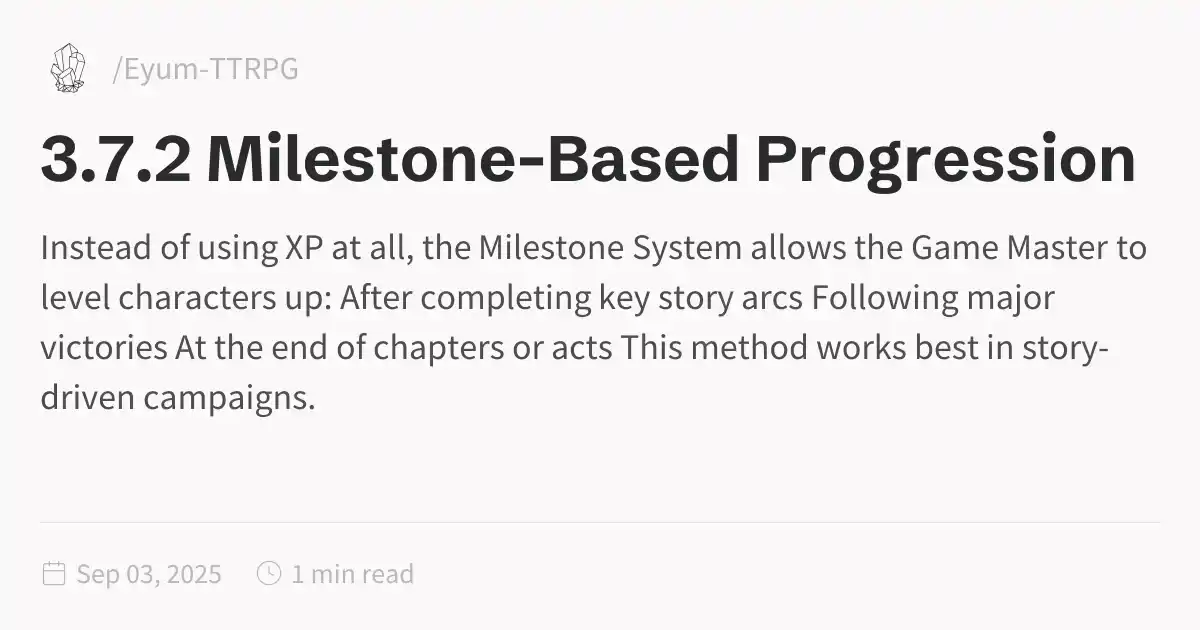 /Eyum-TTRPG
3.7.2 Milestone-Based Progression
Instead of using XP at all, the Milestone System allows the Game Master to
level characters up: After completing key story arcs Following major
victories At the end of chapters or acts This method works best in story-
driven campaigns.
Sep 03, 2025 1 min read